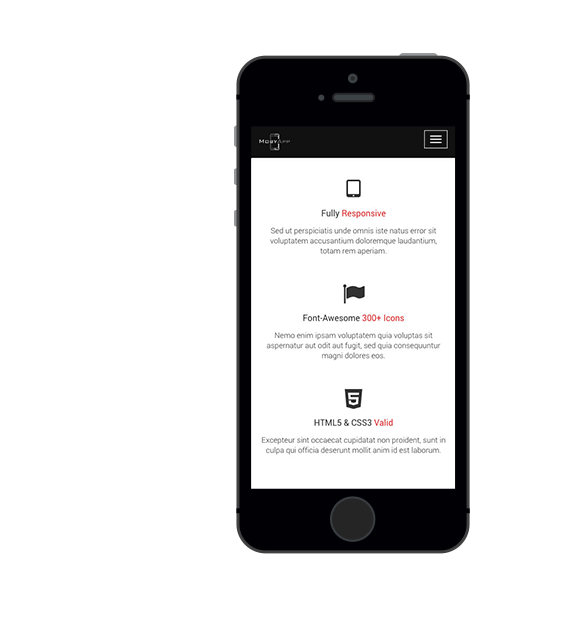 MobyApp
Fully Responsive
Sed ut perspiciatis unde omnis iste natus error sit
voluptatem accusantium doloremque laudantium,
totam rem aperiam.
Font-Awesome 300+ Icons
Nemo enim ipsam voluptatem quia voluptas sit
aspernatur aut odit aut fugit, sed quia consequuntur
magni dolores eos.
HTML5 & CSS3 Valid
Excepteur sint occaecat cupidatat non proident, sunt in
culpa qui officia deserunt mollit anim id est laborum.